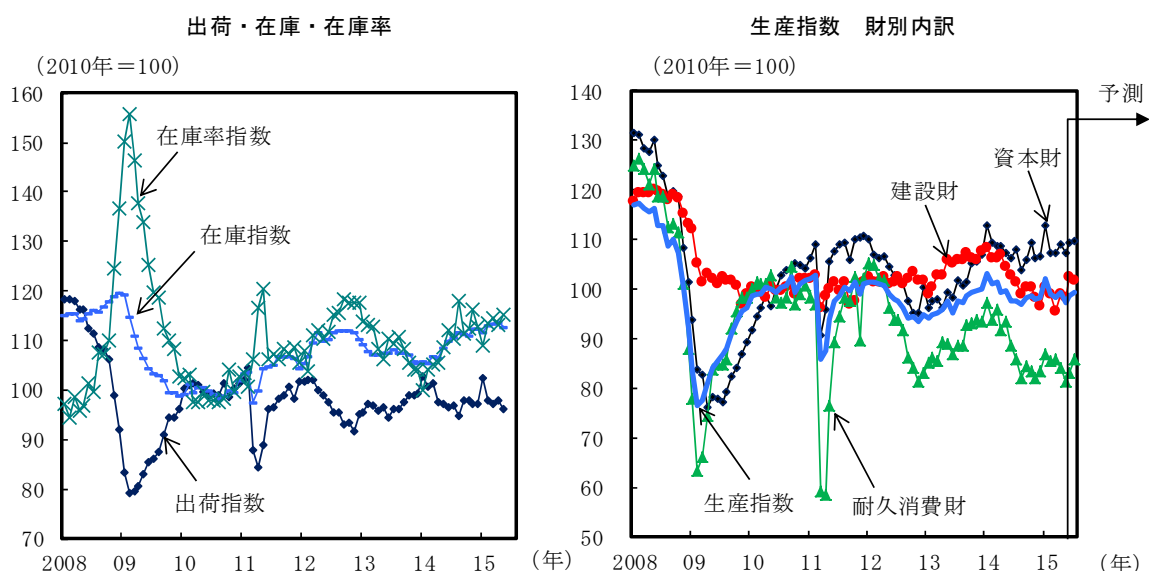 出荷・在庫・在庫率
(2010年＝100)
160
150
140
130
120
110
100
90
80
70
在庫率指数
在庫指数
出荷指数
2008 09 10 11 12 13 14 15 (年)
生産指数　財別内訳
(2010年＝100)
予測
140
130
120
110
100
90
80
70
60
50
資本財
建設財
生産指数
耐久消費財
2008 09 10 11 12 13 14 15 (年)